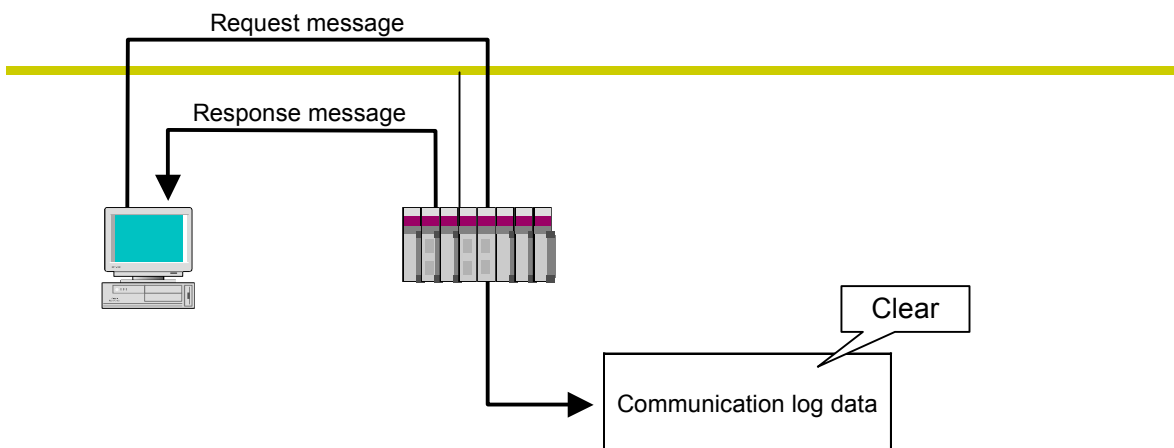 Request message
Response message
Clear
Communication log data